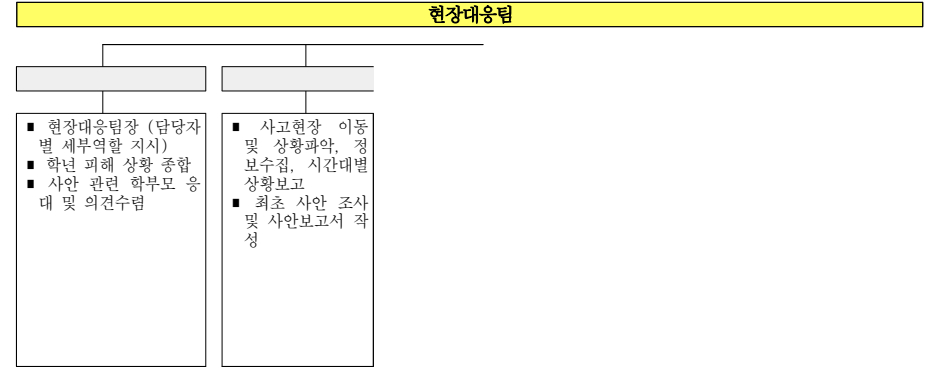 현장대응팀
■ 현장대응팀장 (담당자
별 세부역할 지시)
■ 학년 피해 상황 종합
■ 사안 관련 학부모 응
대 및 의견수렴
■ 사고현장 이동
및 상황파악, 정
보수집, 시간대별
상황보고
■ 최초 사안 조사
및 사안보고서 작
성